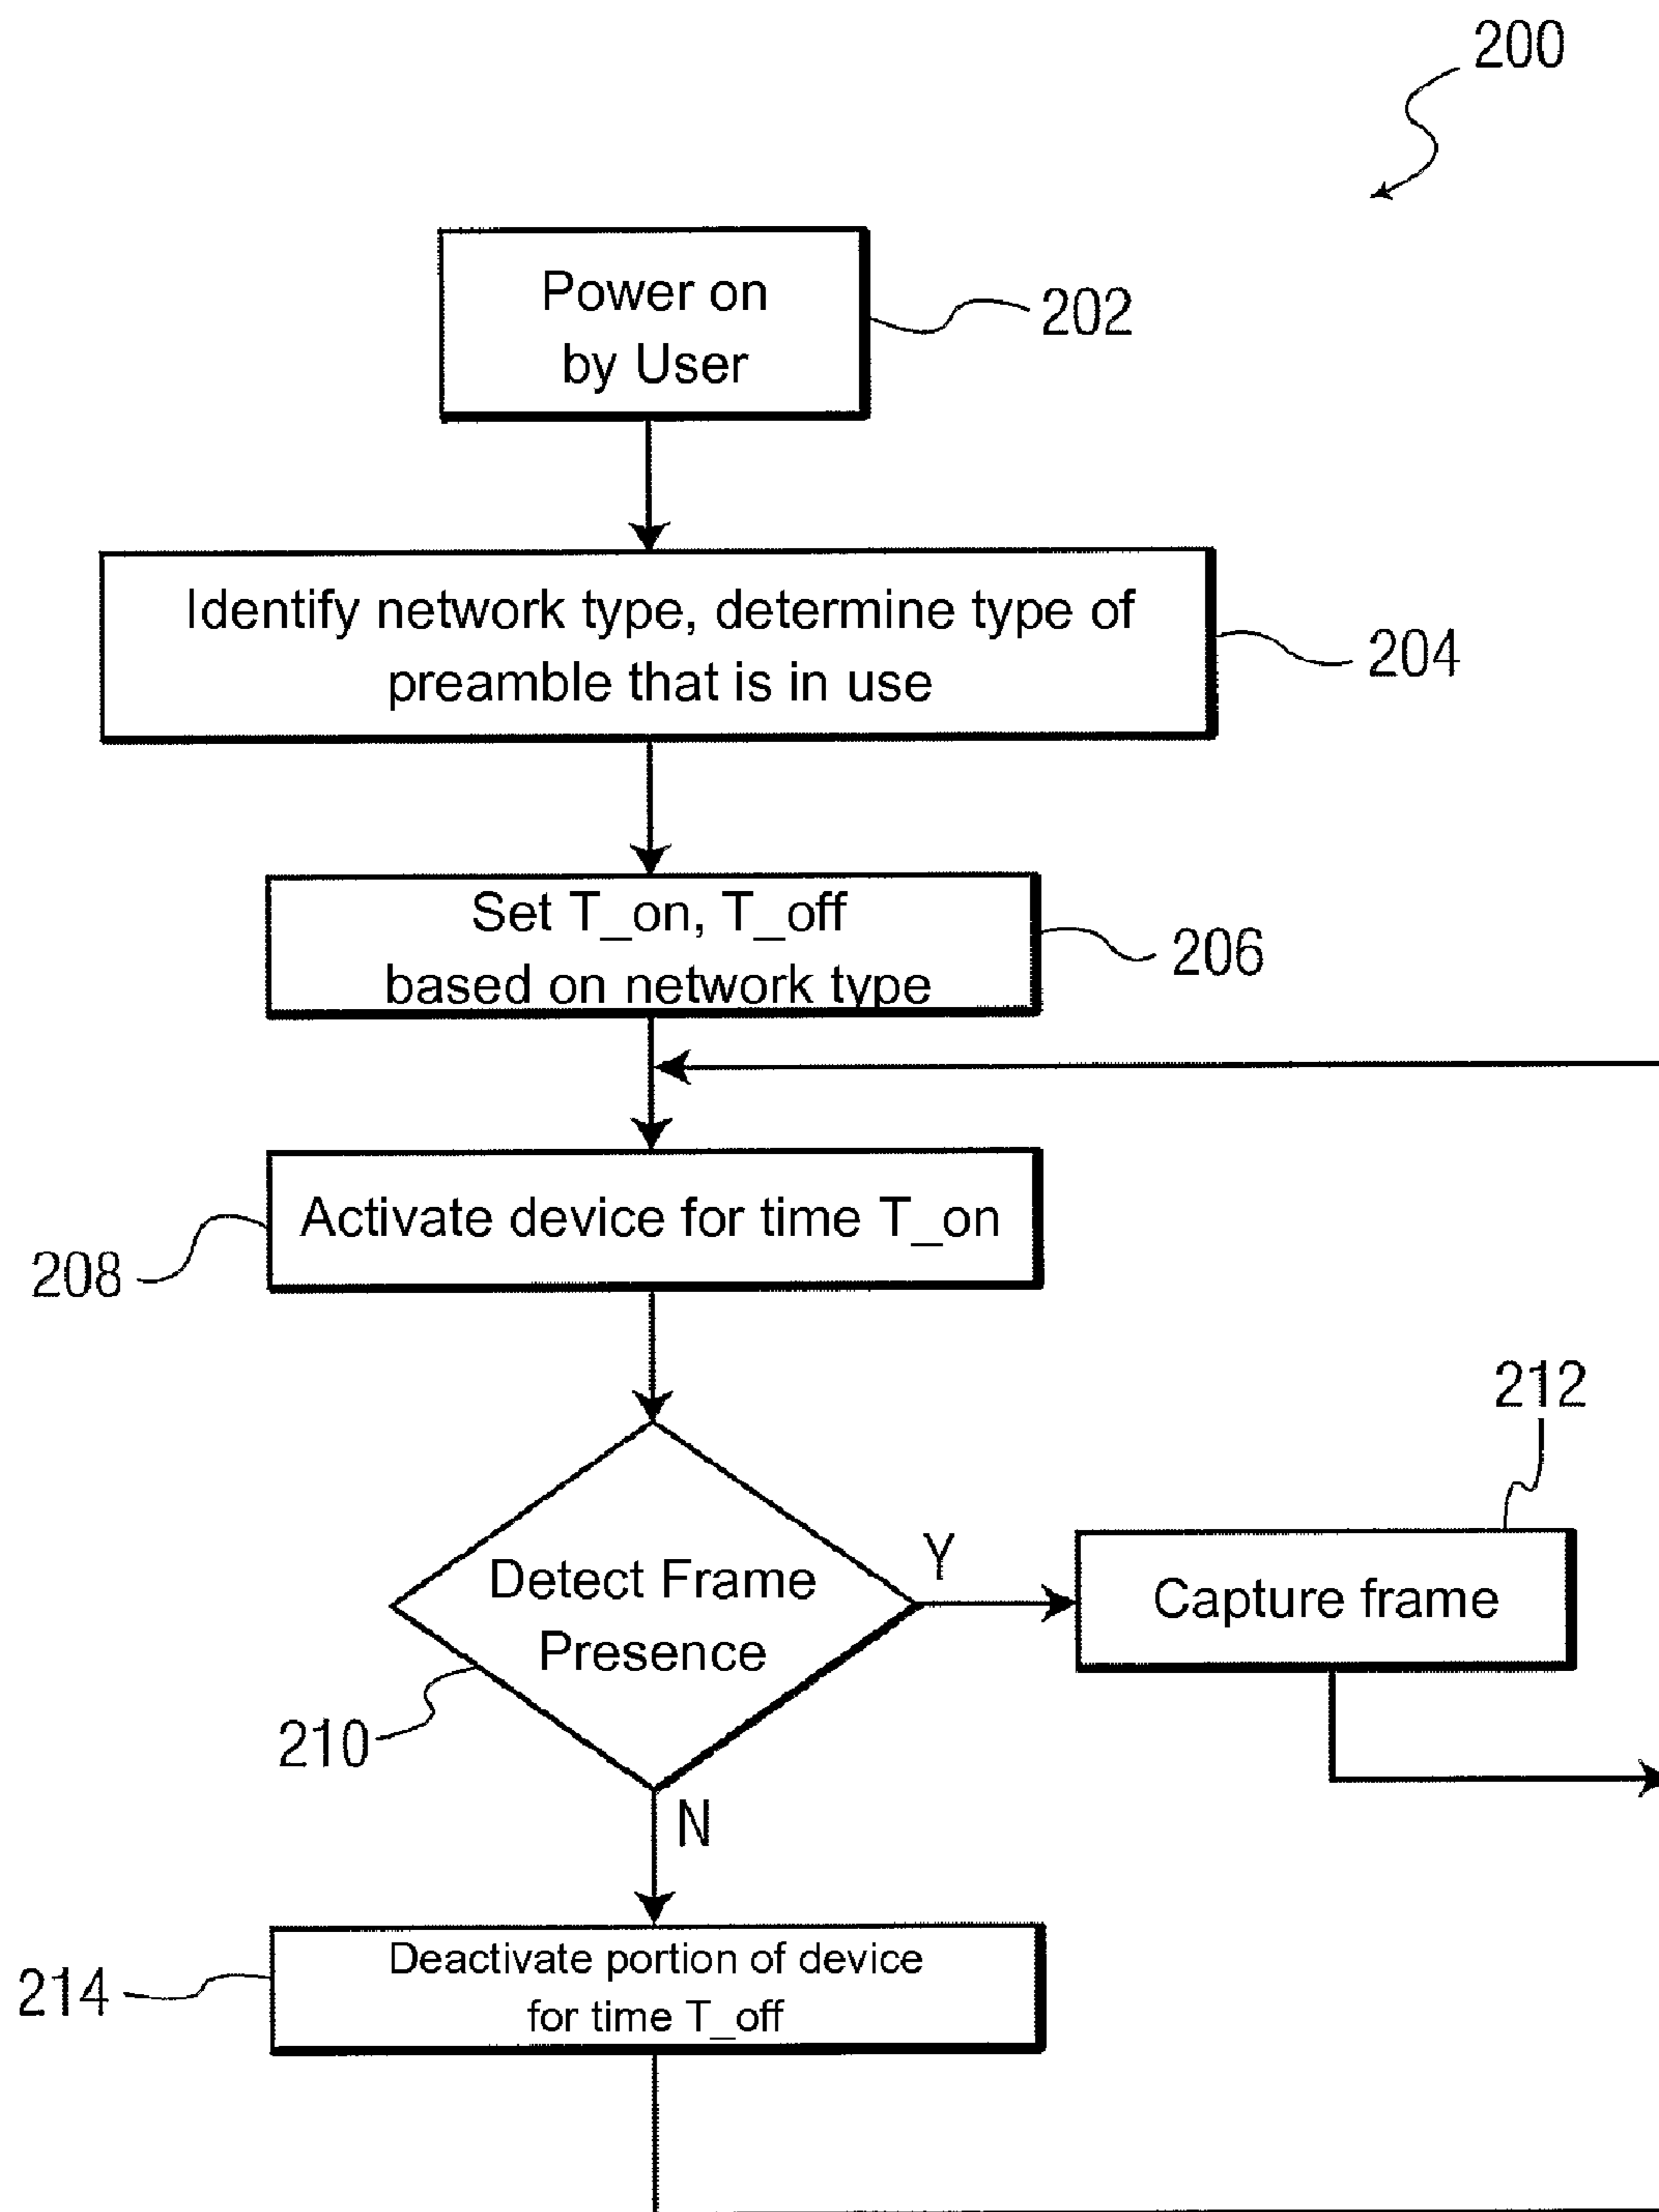 200
Power on
by User
202
Identify network type, determine type of
preamble that is in use
204
Set T_on, T_off
based on network type
206
Activate device for time T_on
208
212
Detect Frame
Presence
Y
Capture frame
210
N
Deactivate portion of device
for time T_off
214